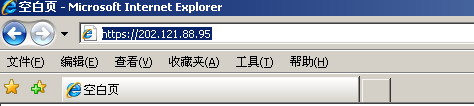 空白页 - Microsoft Internet Explorer
https://202.121.88.95
文件(F) 编辑(E) 查看(V) 收藏夹(A) 工具(T) 帮助(H)
空白页